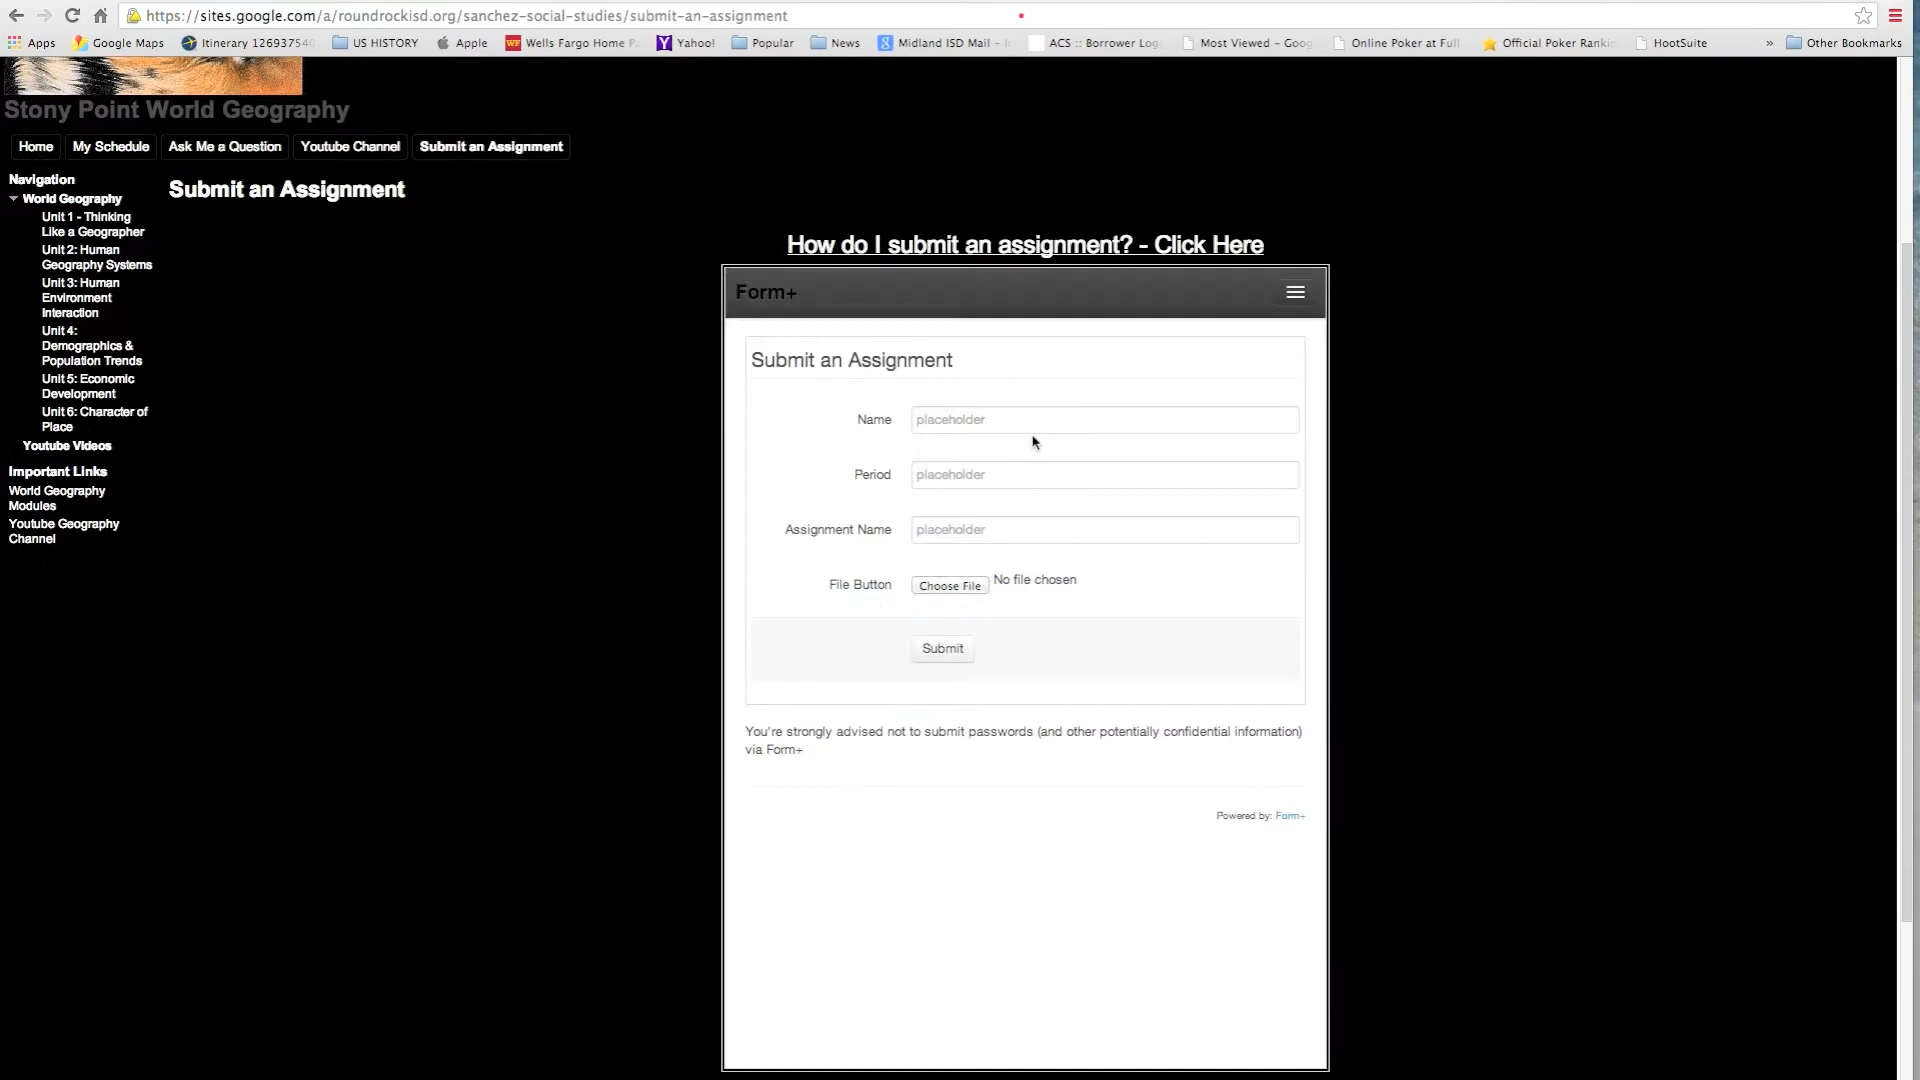 https://sites.google.com/a/roundrockisd.org/sanchez-social-studies/submit-an-assignment
Apps Google Maps Itinerary 12693754 US HISTORY Apple Wells Fargo Home Yahoo! Popular News Midland ISD Mail - ACS :: Borrower Log Most Viewed - Goog Online Poker at Full Official Poker Rankin HootSuite » Other Bookmarks
Stony Point World Geography
Home My Schedule Ask Me a Question Youtube Channel Submit an Assignment
Navigation
World Geography
Unit 1 - Thinking
Like a Geographer
Unit 2: Human
Geography Systems
Unit 3: Human
Environment
Interaction
Unit 4:
Demographics &
Population Trends
Unit 5: Economic
Development
Unit 6: Character of
Place
Youtube Videos
Important Links
World Geography
Modules
Youtube Geography
Channel
Submit an Assignment
How do I submit an assignment? - Click Here
Form+
Submit an Assignment
Name placeholder
Period placeholder
Assignment Name placeholder
File Button Choose File No file chosen
Submit
You're strongly advised not to submit passwords (and other potentially confidential information)
via Form+
Powered by: Form+